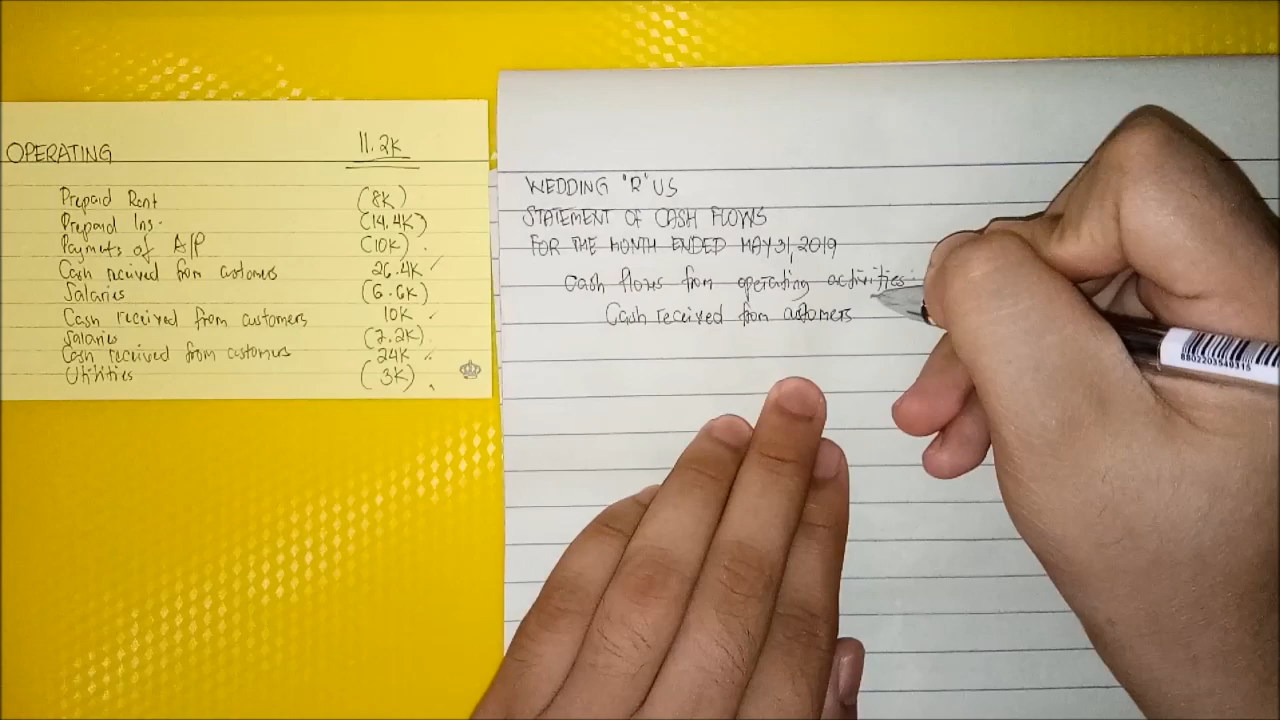 OPERATING 11.2K
Prepaid Rent (8K)
Prepaid Ins. (14.4K)
Payments of A/P (10K)
Cash received from customers 26.4K
Salaries (6.6K)
Cash received from customers 10K
Salaries (7.2K)
Cash received from customers 24K
Utilities (3K)
WEDDING "R" US
STATEMENT OF CASH FLOWS
FOR THE MONTH ENDED MAY 31, 2019
Cash flows from operating activities:
Cash received from customers
8802203540315